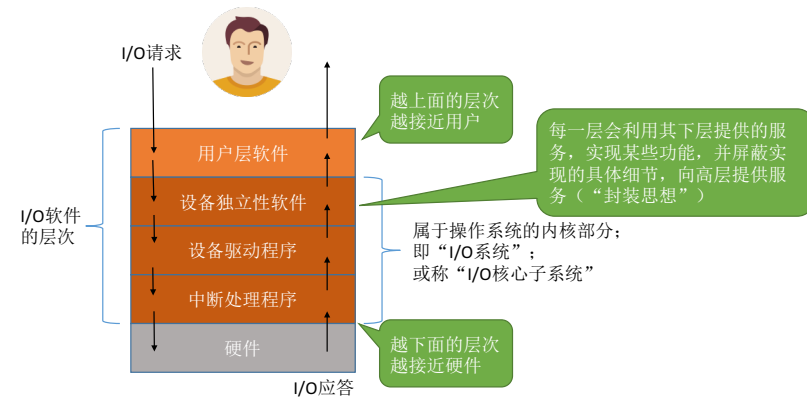 I/O请求
越上面的层次
越接近用户
每一层会利用其下层提供的服
务，实现某些功能，并屏蔽实
现的具体细节，向高层提供服
务（“封装思想”）
用户层软件
设备独立性软件
I/O软件
的层次
设备驱动程序
属于操作系统的内核部分；
即“I/O系统”；
或称“I/O核心子系统”
中断处理程序
硬件
越下面的层次
越接近硬件
I/O应答